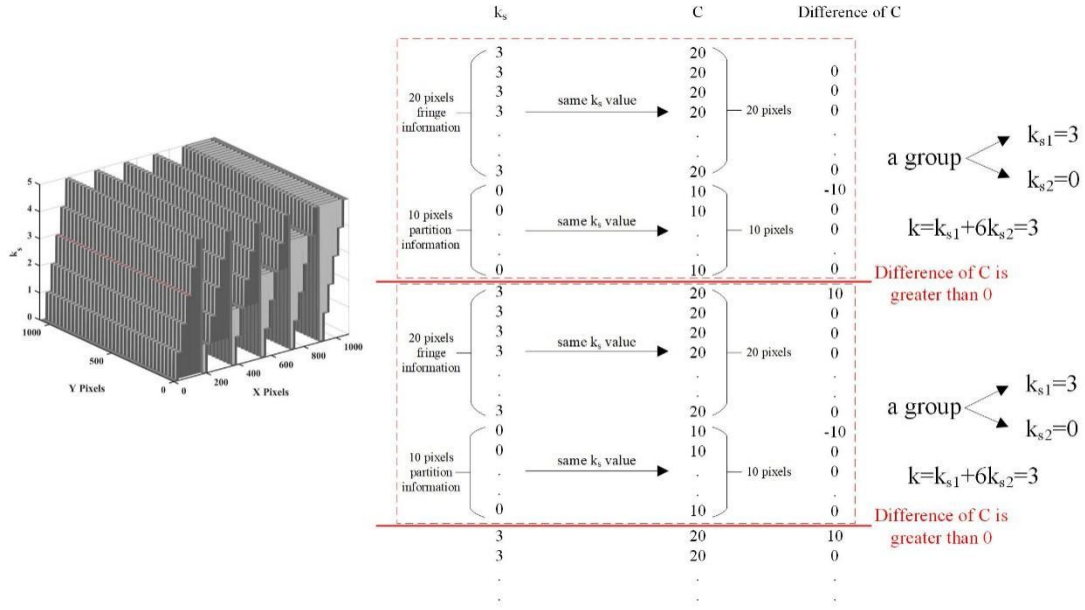 k_s C Difference of C
3 20
3 20 0
3 20 0
20 pixels
fringe
information
3 same k_s value 20 20 pixels 0
. . .
. . .
3 20 0
0 10 -10
0 10 0
10 pixels
partition
information
. same k_s value . 10 pixels 0
. . .
0 10 0
a group k_s1=3
k_s2=0
k=k_s1+6k_s2=3
Difference of C is
greater than 0
3 20 10
3 20 0
3 20 0
20 pixels
fringe
information
3 same k_s value 20 20 pixels 0
. . .
. . .
3 20 0
0 10 -10
0 10 0
10 pixels
partition
information
. same k_s value . 10 pixels 0
. . .
0 10 0
a group k_s1=3
k_s2=0
k=k_s1+6k_s2=3
Difference of C is
greater than 0
3 20 10
3 20 0
. . .
. . .
k_s
5
4
3
2
1
0
1000
500
0
Y Pixels
0
200
400
600
800
1000
X Pixels